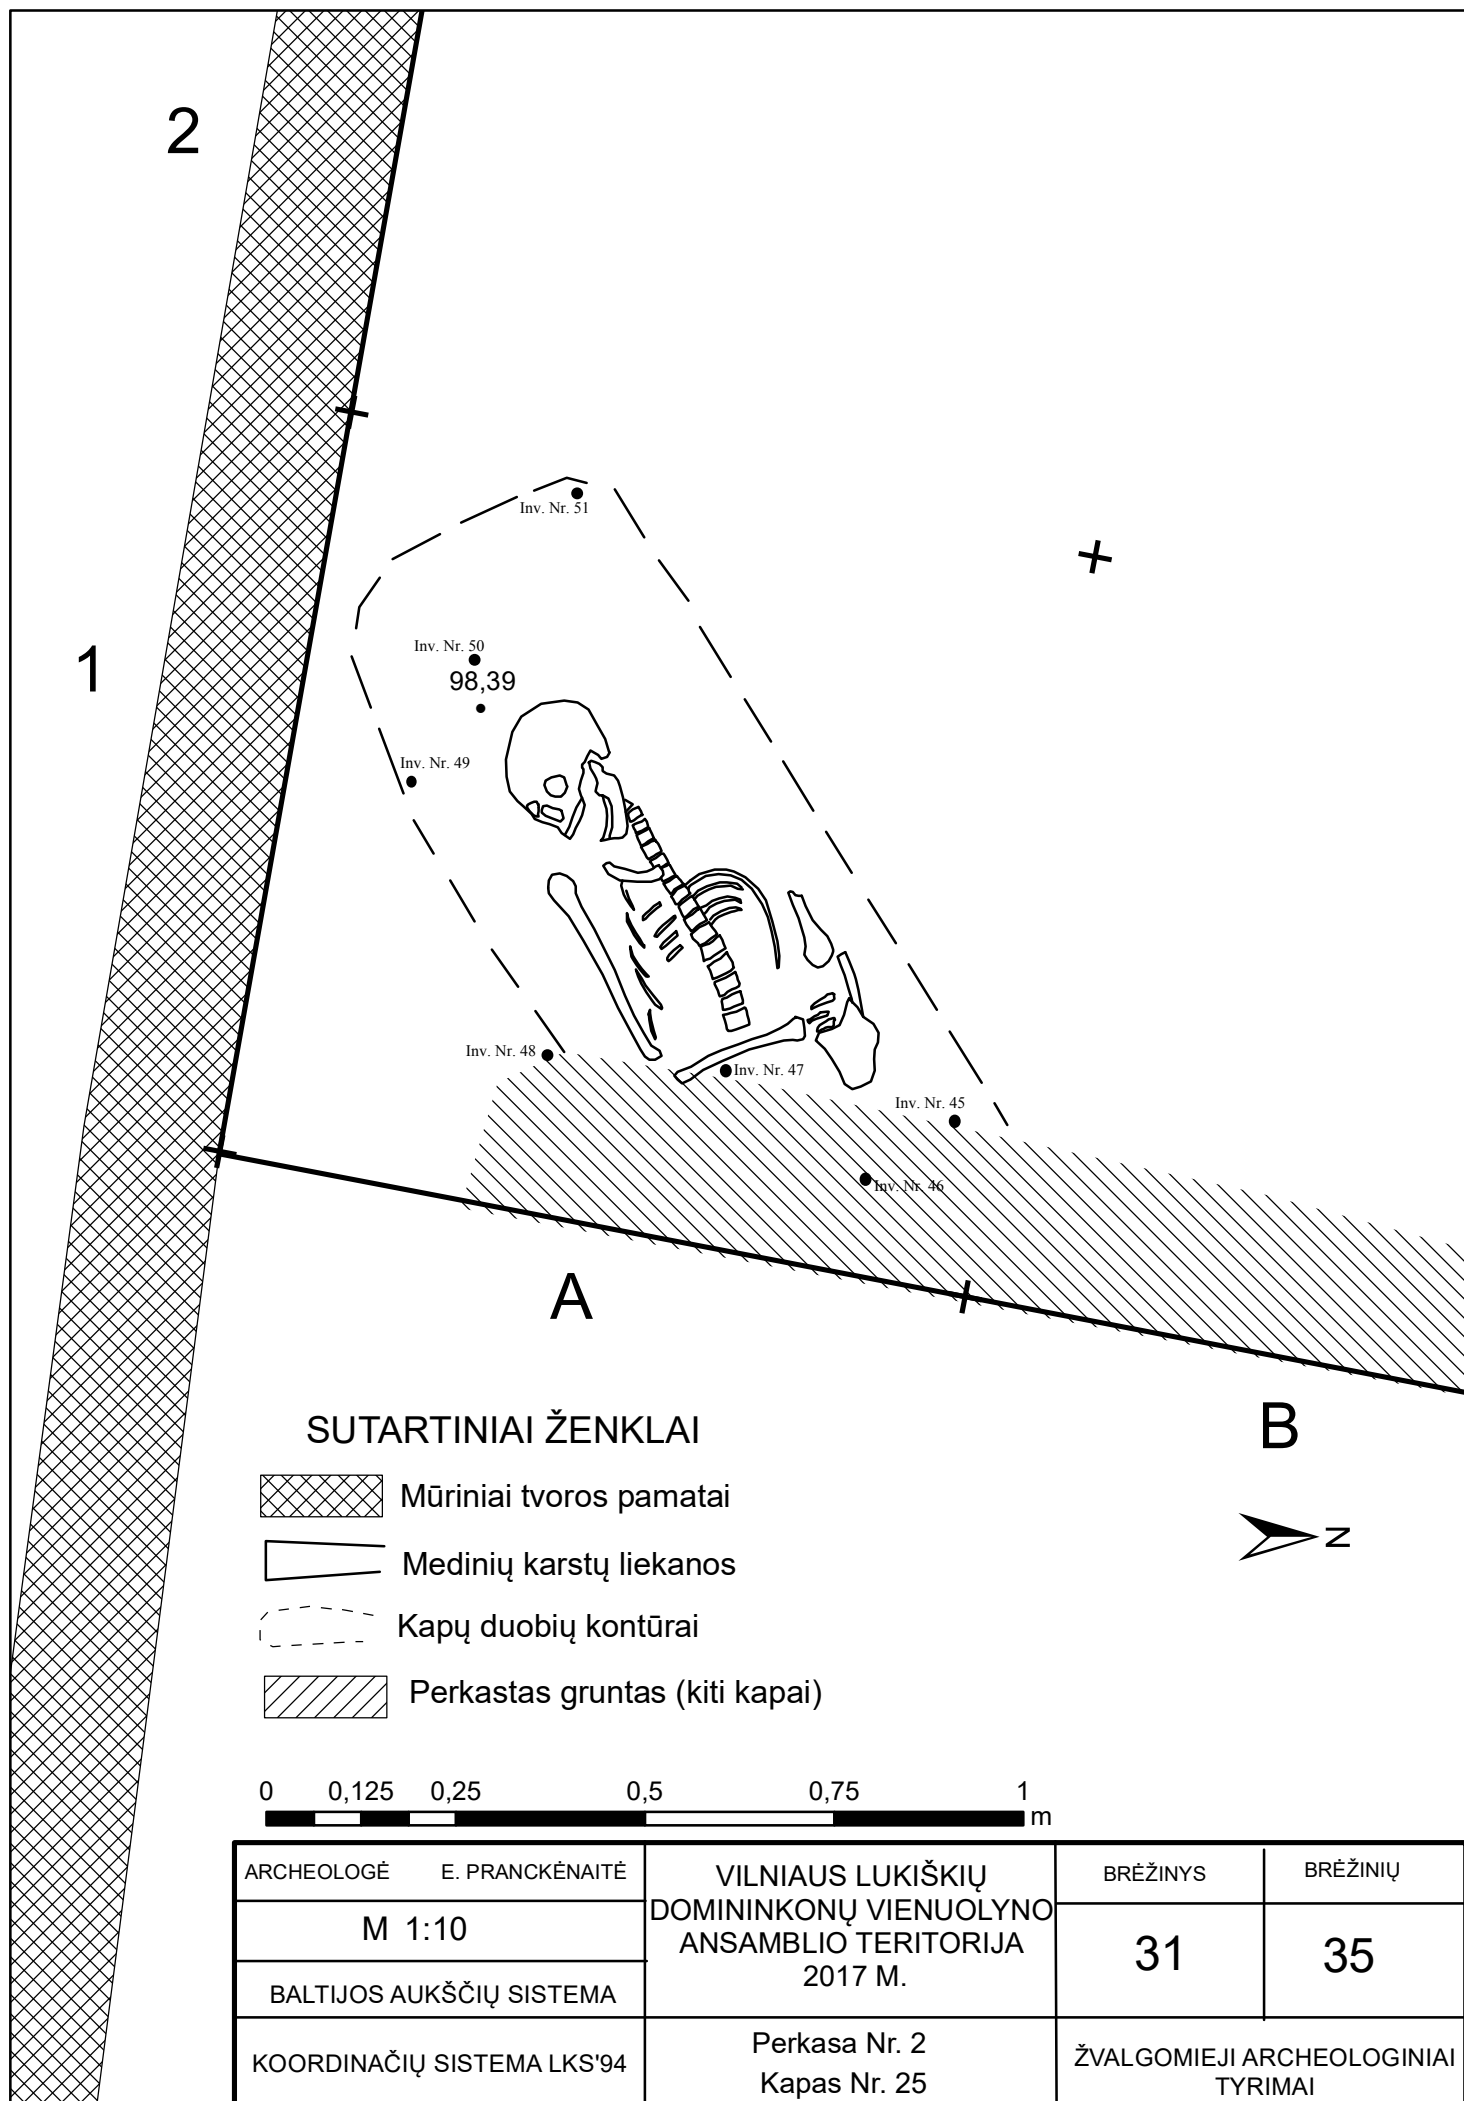 2
Inv. Nr. 51
1
Inv. Nr. 50
98,39
Inv. Nr. 49
Inv. Nr. 48
Inv. Nr. 47
Inv. Nr. 45
Inv. Nr. 46
A
B
SUTARTINIAI ŽENKLAI
Mūriniai tvoros pamatai
N
Medinių karstų liekanos
Kapų duobių kontūrai
Perkastas gruntas (kiti kapai)
0 0,125 0,25 0,5 0,75 1
m
ARCHEOLOGĖ E. PRANCKĖNAITĖ
M 1:10
BALTIJOS AUKŠČIŲ SISTEMA
KOORDINAČIŲ SISTEMA LKS'94
VILNIAUS LUKIŠKIŲ
DOMININKONŲ VIENUOLYNO
ANSAMBLIO TERITORIJA
2017 M.
Perkasa Nr. 2
Kapas Nr. 25
BRĖŽINYS
31
BRĖŽINIŲ
35
ŽVALGOMIEJI ARCHEOLOGINIAI
TYRIMAI